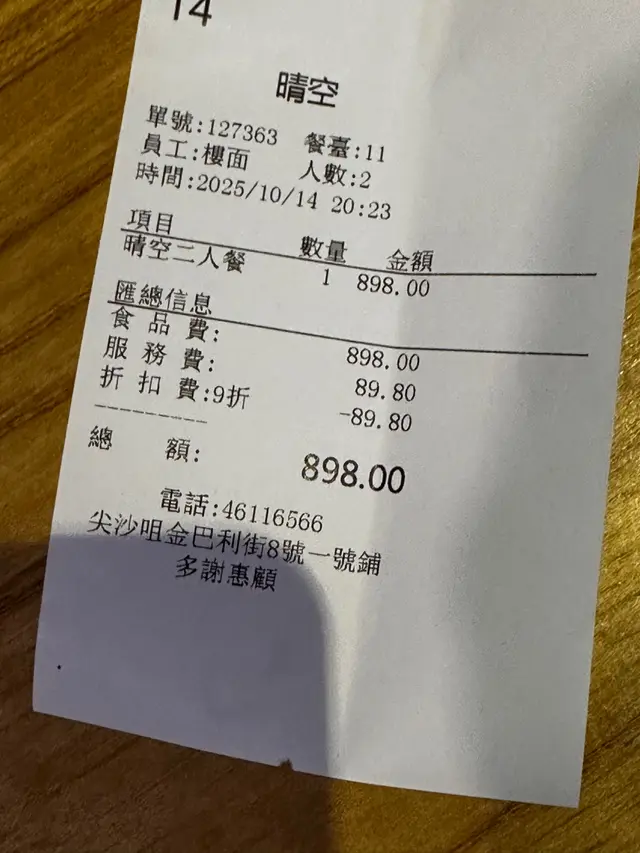 14
晴空
單號:127363 餐臺:11
員工:樓面 人數:2
時間:2025/10/14 20:23
項目 數量 金額
晴空二人餐 1 898.00
匯總信息
食品費: 898.00
服務費: 89.80
折扣費:9折 -89.80
---------
總額: 898.00
電話:46116566
尖沙咀金巴利街8號一號鋪
多謝惠顧